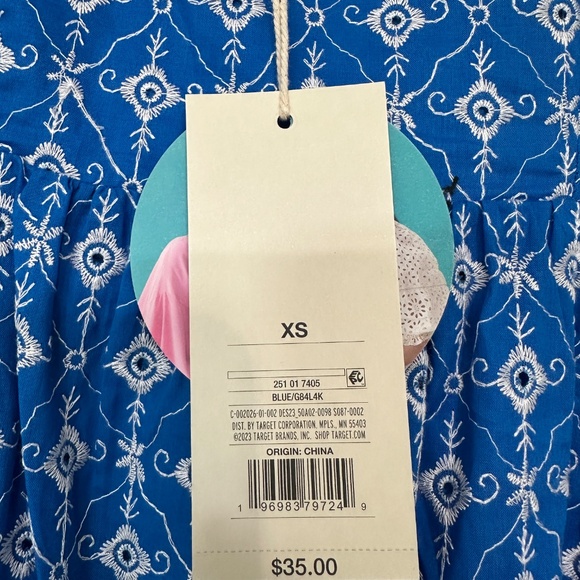 XS
251 01 7405
BLUE/G84L4K
C-002026-01-002 DES23_50A02-0098 S087-0002
DIST. BY TARGET CORPORATION. MPLS., MN 55403
©2023 TARGET BRANDS, INC. SHOP TARGET.COM
ORIGIN: CHINA
1 96983 79724 9
$35.00